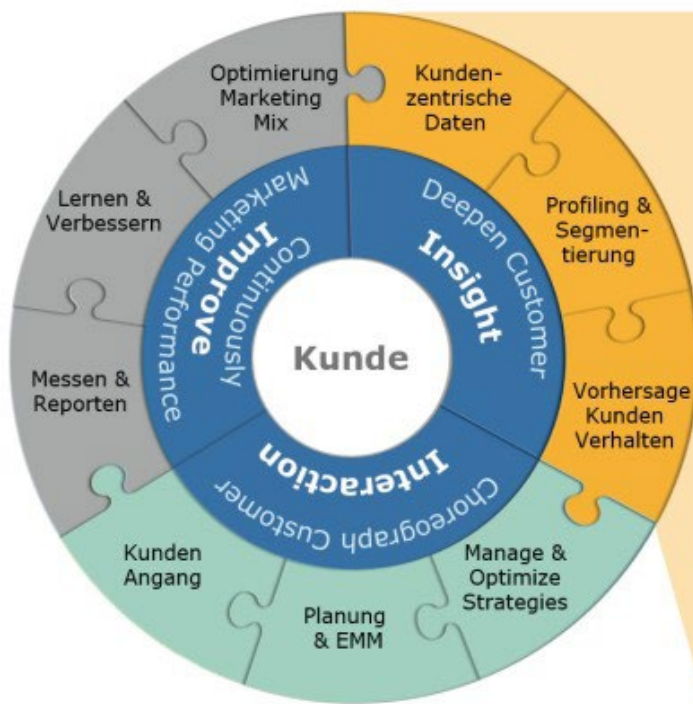 Optimierung
Marketing
Mix
Kunden-
zentrische
Daten
Profiling &
Segmen-
tierung
Vorhersage
Kunden
Verhalten
Manage &
Optimize
Strategies
Planung
& EMM
Kunden
Angang
Messen &
Reporten
Lernen &
Verbessern
Deepen Customer
Insight
Choreograph Customer
Interaction
Continuously
Improve
Marketing Performance
Kunde